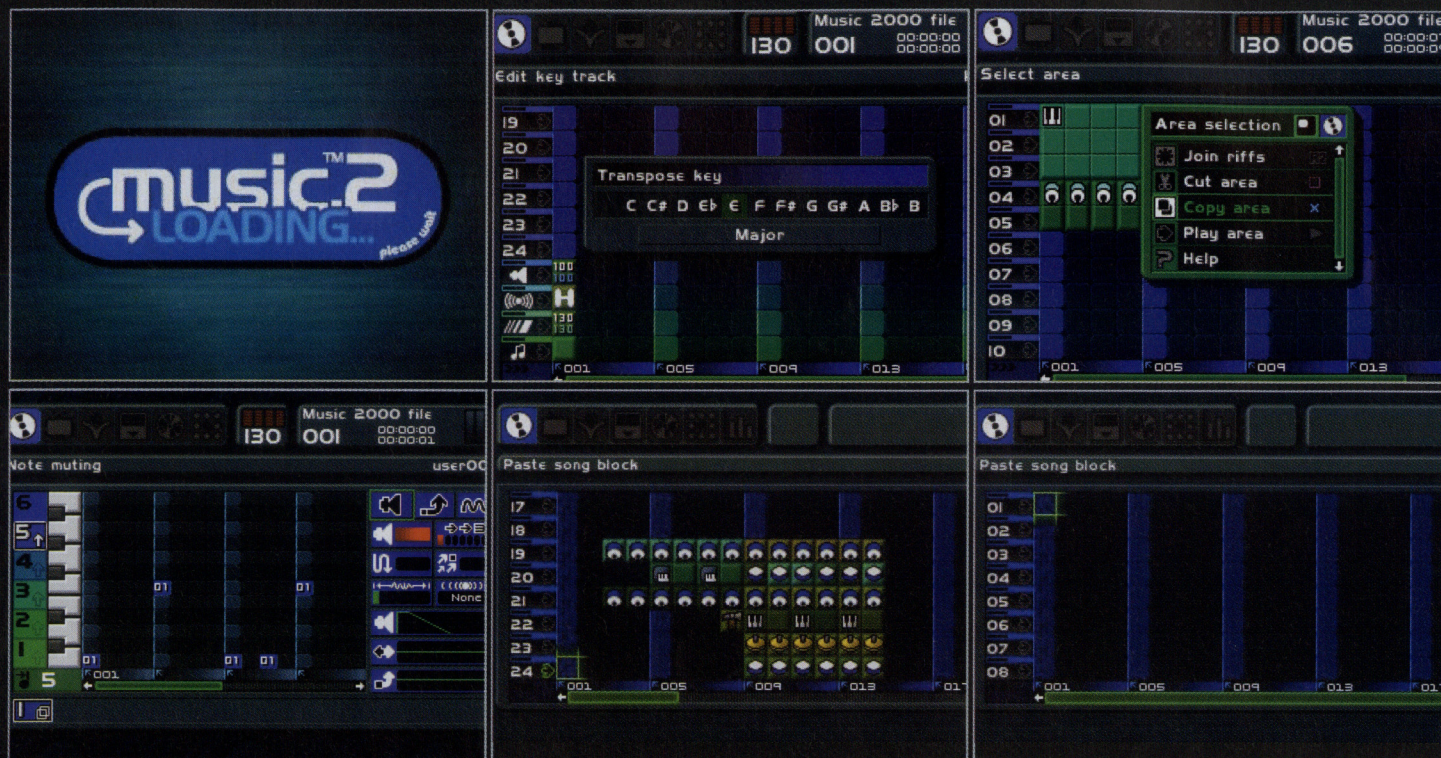 music.2™
LOADING...
please wait
130
Music 2000 file
001
00:00:00
00:00:00
Edit key track
19
20
21
22
23
24
100
100
H
130
130
Transpose key
C C# D E♭ E F F# G G# A B♭ B
Major
001 005 009 013
130
Music 2000 file
006
Select area
01
02
03
04
05
06
07
08
09
10
Area selection
Join riffs
Cut area
Copy area
Play area
Help
001 005 009 013
130
Music 2000 file
001
00:00:00
00:00:01
Note muting
6
5
4
3
2
1
5
01 01
01 01 01
001
None
Paste song block
17
18
19
20
21
22
23
24
001 005 009 013
Paste song block
01
02
03
04
05
06
07
08
001 005 009 013